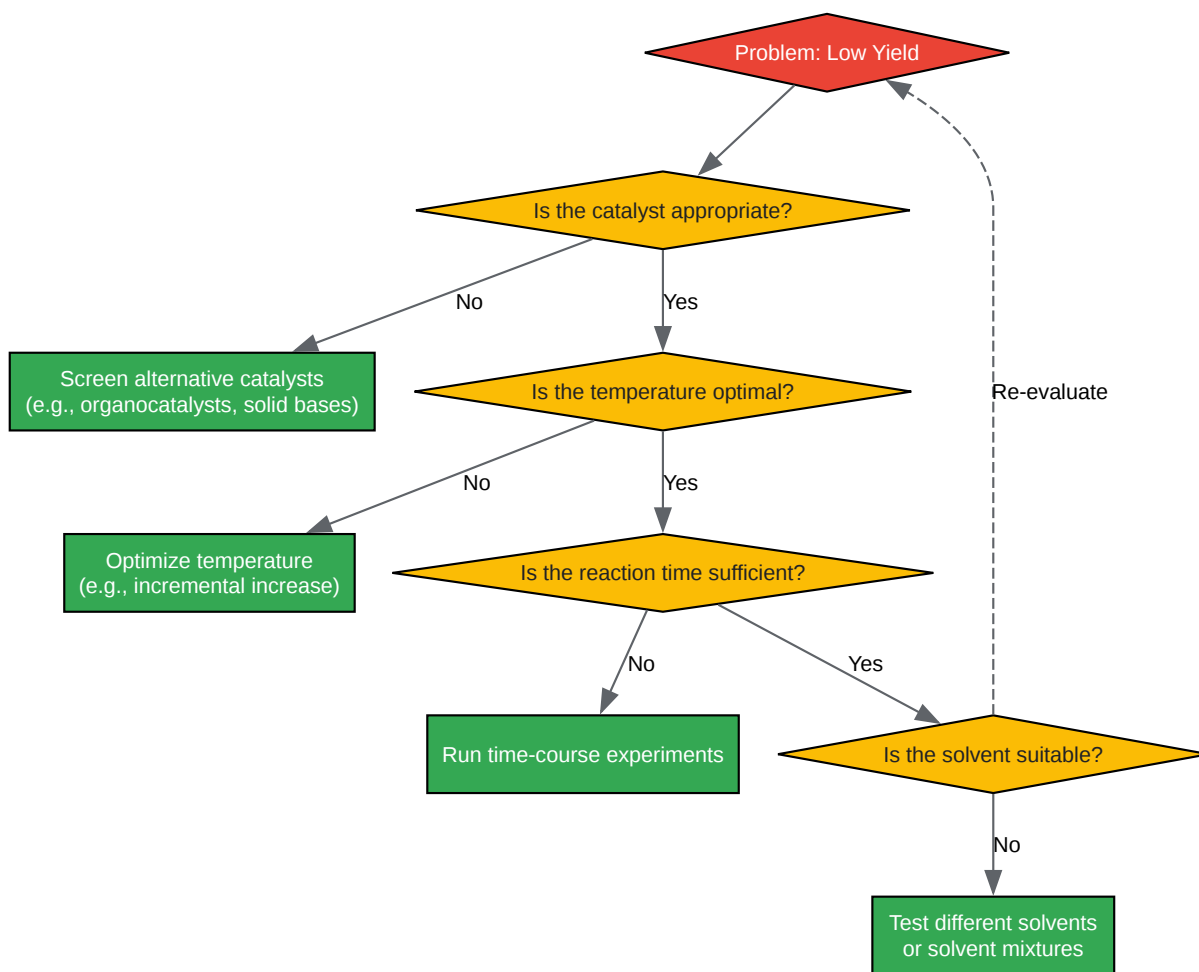 Problem: Low Yield
Is the catalyst appropriate?
No
Yes
Screen alternative catalysts
(e.g., organocatalysts, solid bases)
Is the temperature optimal?
Re-evaluate
No
Yes
Optimize temperature
(e.g., incremental increase)
Is the reaction time sufficient?
No
Yes
Run time-course experiments
Is the solvent suitable?
No
Test different solvents
or solvent mixtures